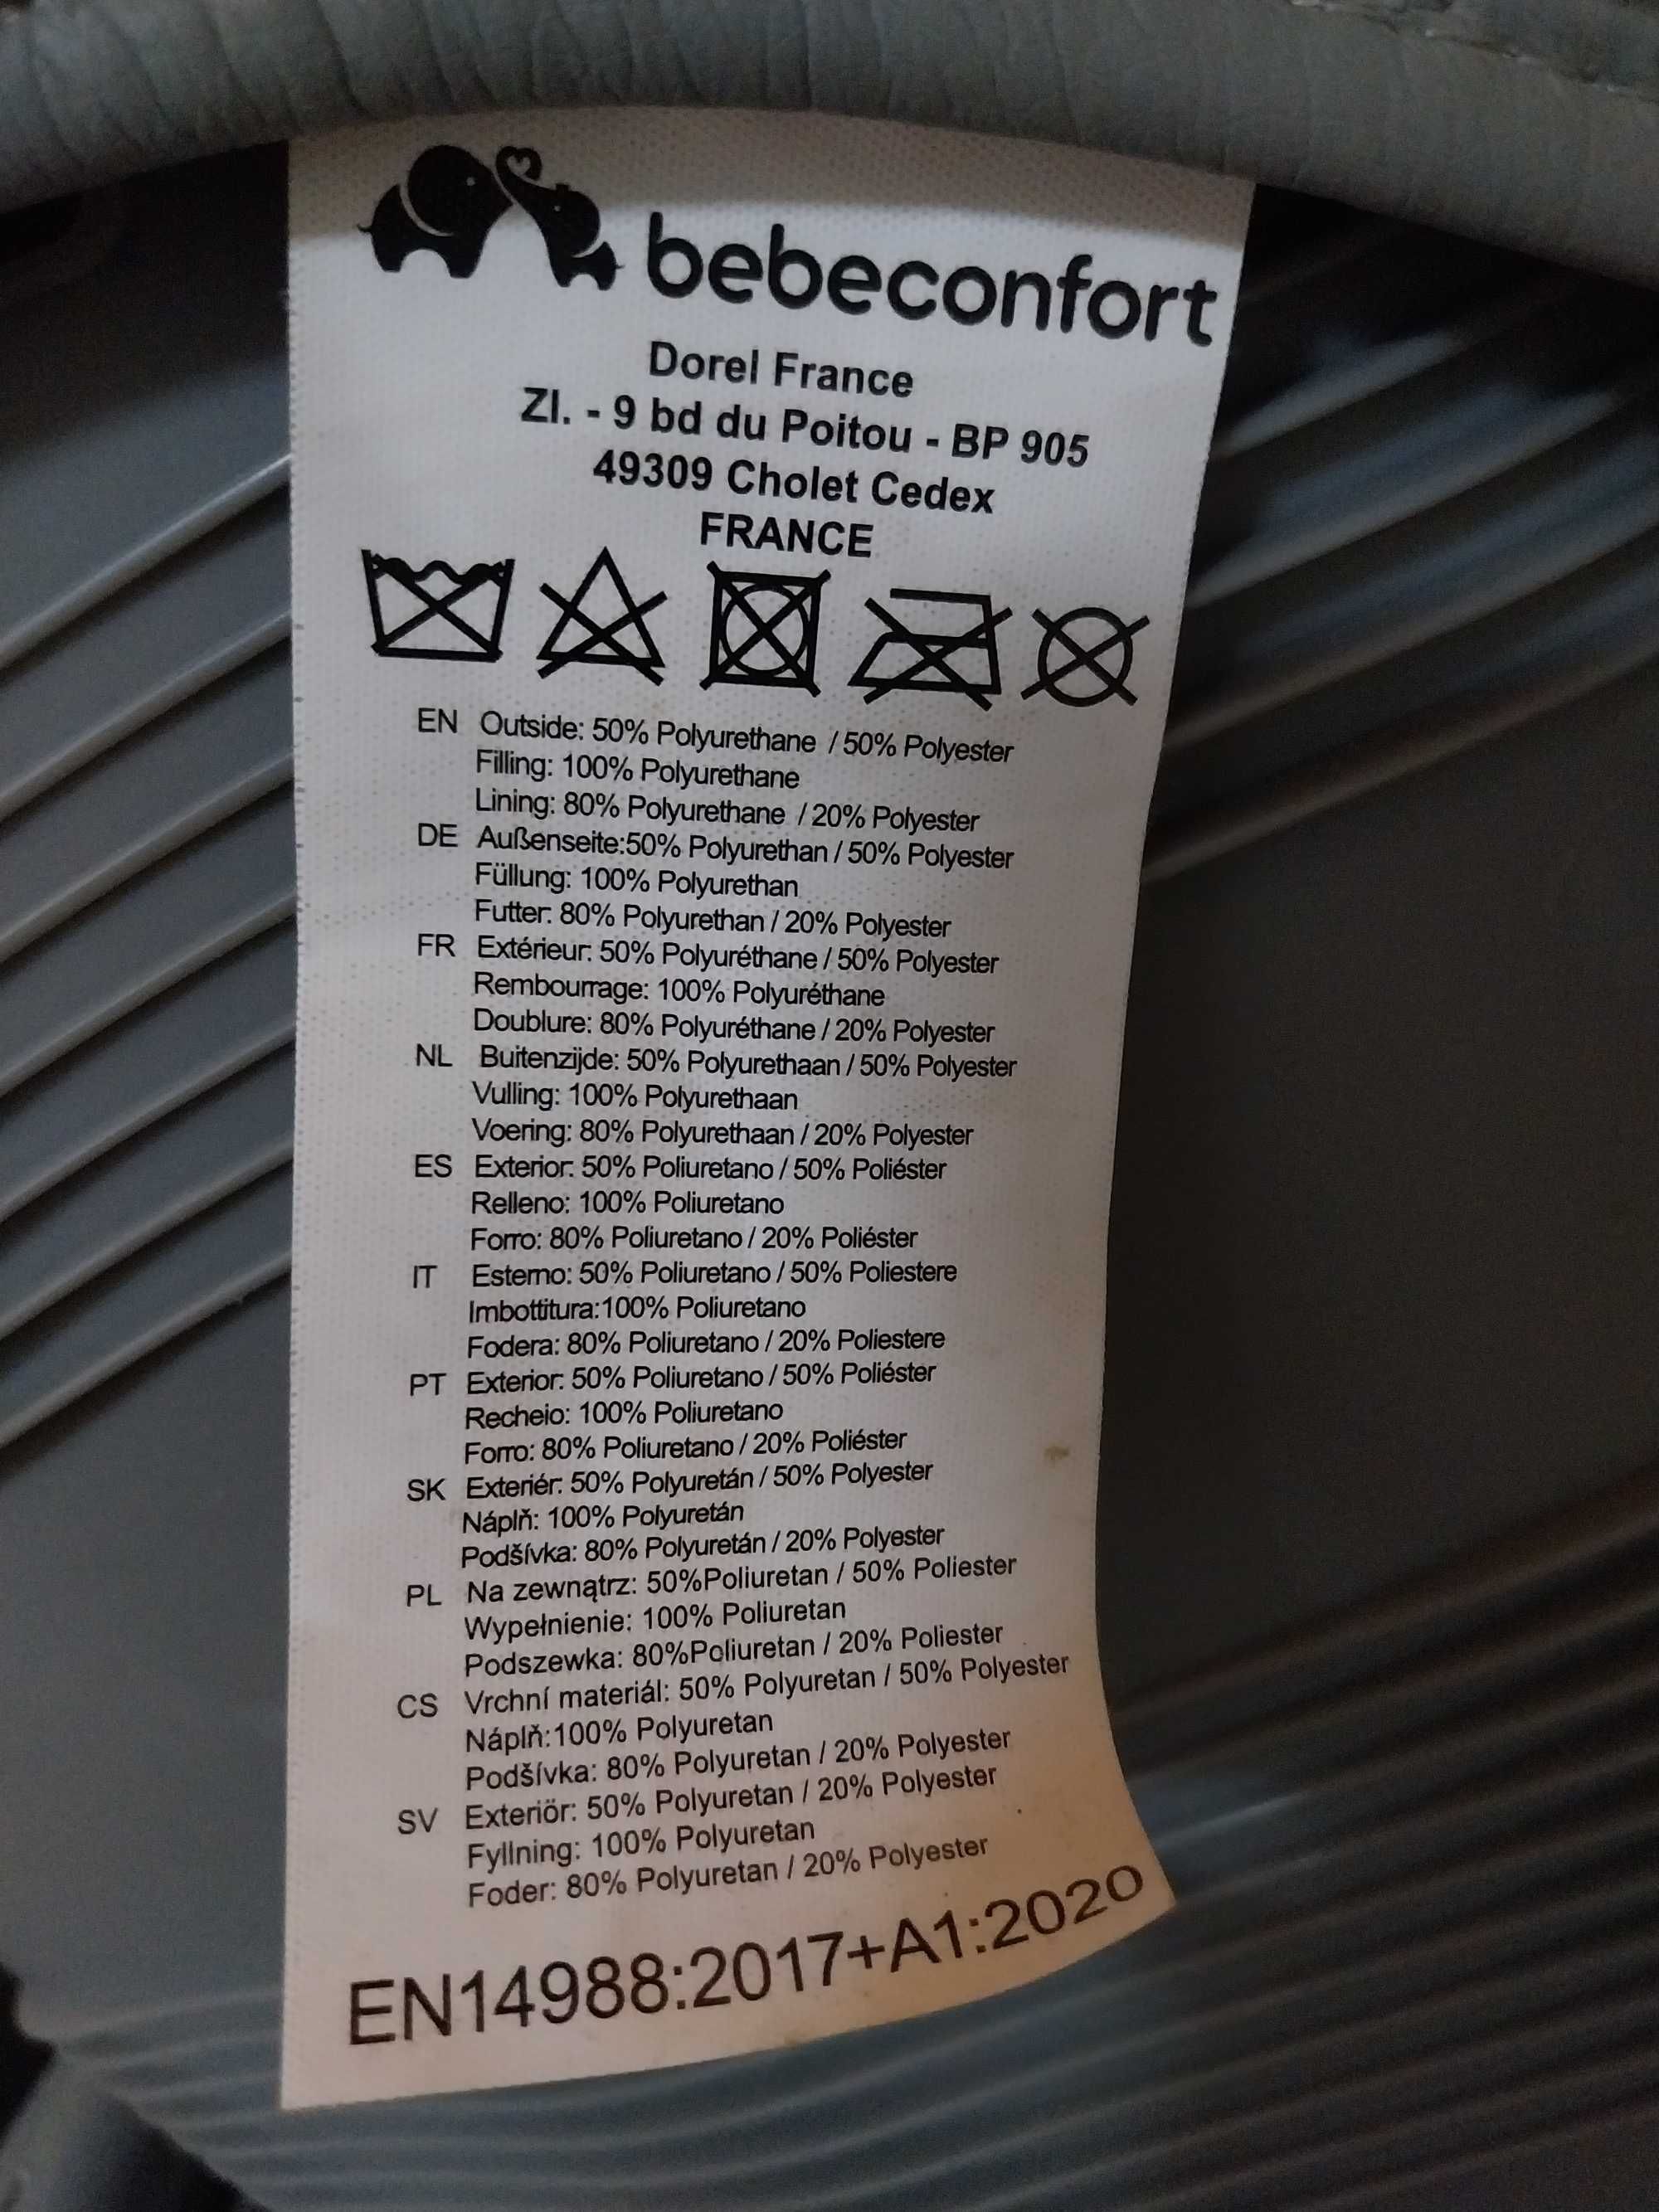 bebeconfort
Dorel France
ZI. - 9 bd du Poitou - BP 905
49309 Cholet Cedex
FRANCE
EN Outside: 50% Polyurethane / 50% Polyester
Filling: 100% Polyurethane
Lining: 80% Polyurethane / 20% Polyester
DE Außenseite:50% Polyurethan / 50% Polyester
Füllung: 100% Polyurethan
Futter: 80% Polyurethan / 20% Polyester
FR Extérieur: 50% Polyuréthane / 50% Polyester
Rembourrage: 100% Polyuréthane
Doublure: 80% Polyuréthane / 20% Polyester
NL Buitenzijde: 50% Polyurethaan / 50% Polyester
Vulling: 100% Polyurethaan
Voering: 80% Polyurethaan / 20% Polyester
ES Exterior: 50% Poliuretano / 50% Poliéster
Relleno: 100% Poliuretano
Forro: 80% Poliuretano / 20% Poliéster
IT Esterno: 50% Poliuretano / 50% Poliestere
Imbottitura:100% Poliuretano
Fodera: 80% Poliuretano / 20% Poliestere
PT Exterior: 50% Poliuretano / 50% Poliéster
Recheio: 100% Poliuretano
Forro: 80% Poliuretano / 20% Poliéster
SK Exteriér: 50% Polyuretán / 50% Polyester
Náplň: 100% Polyuretán
Podšívka: 80% Polyuretán / 20% Polyester
PL Na zewnątrz: 50%Poliuretan / 50% Poliester
Wypełnienie: 100% Poliuretan
Podszewka: 80%Poliuretan / 20% Poliester
CS Vrchní materiál: 50% Polyuretan / 50% Polyester
Náplň:100% Polyuretan
Podšívka: 80% Polyuretan / 20% Polyester
SV Exteriör: 50% Polyuretan / 20% Polyester
Fyllning: 100% Polyuretan
Foder: 80% Polyuretan / 20% Polyester
EN14988:2017+A1:2020